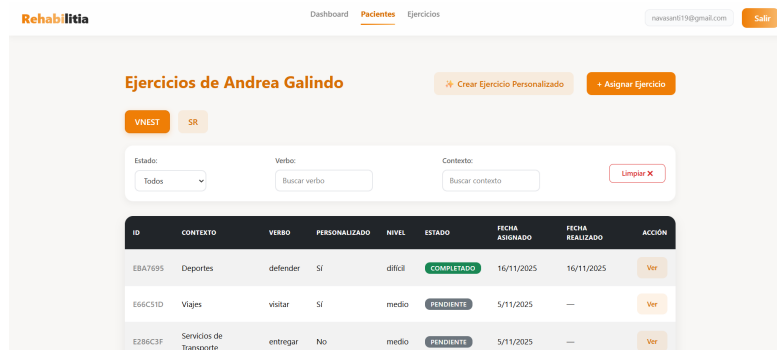 Rehabilitia
Dashboard Pacientes Ejercicios
navasanti19@gmail.com
Salir
Ejercicios de Andrea Galindo
✨ Crear Ejercicio Personalizado
+ Asignar Ejercicio
VNEST SR
Estado: Verbo: Contexto:
Todos Buscar verbo Buscar contexto Limpiar ❌
ID CONTEXTO VERBO PERSONALIZADO NIVEL ESTADO FECHA ASIGNADO FECHA REALIZADO ACCIÓN
EBA7695 Deportes defender Sí difícil COMPLETADO 16/11/2025 16/11/2025 Ver
E66C51D Viajes visitar Sí medio PENDIENTE 5/11/2025 — Ver
E286C3F Servicios de Transporte entregar No medio PENDIENTE 5/11/2025 — Ver